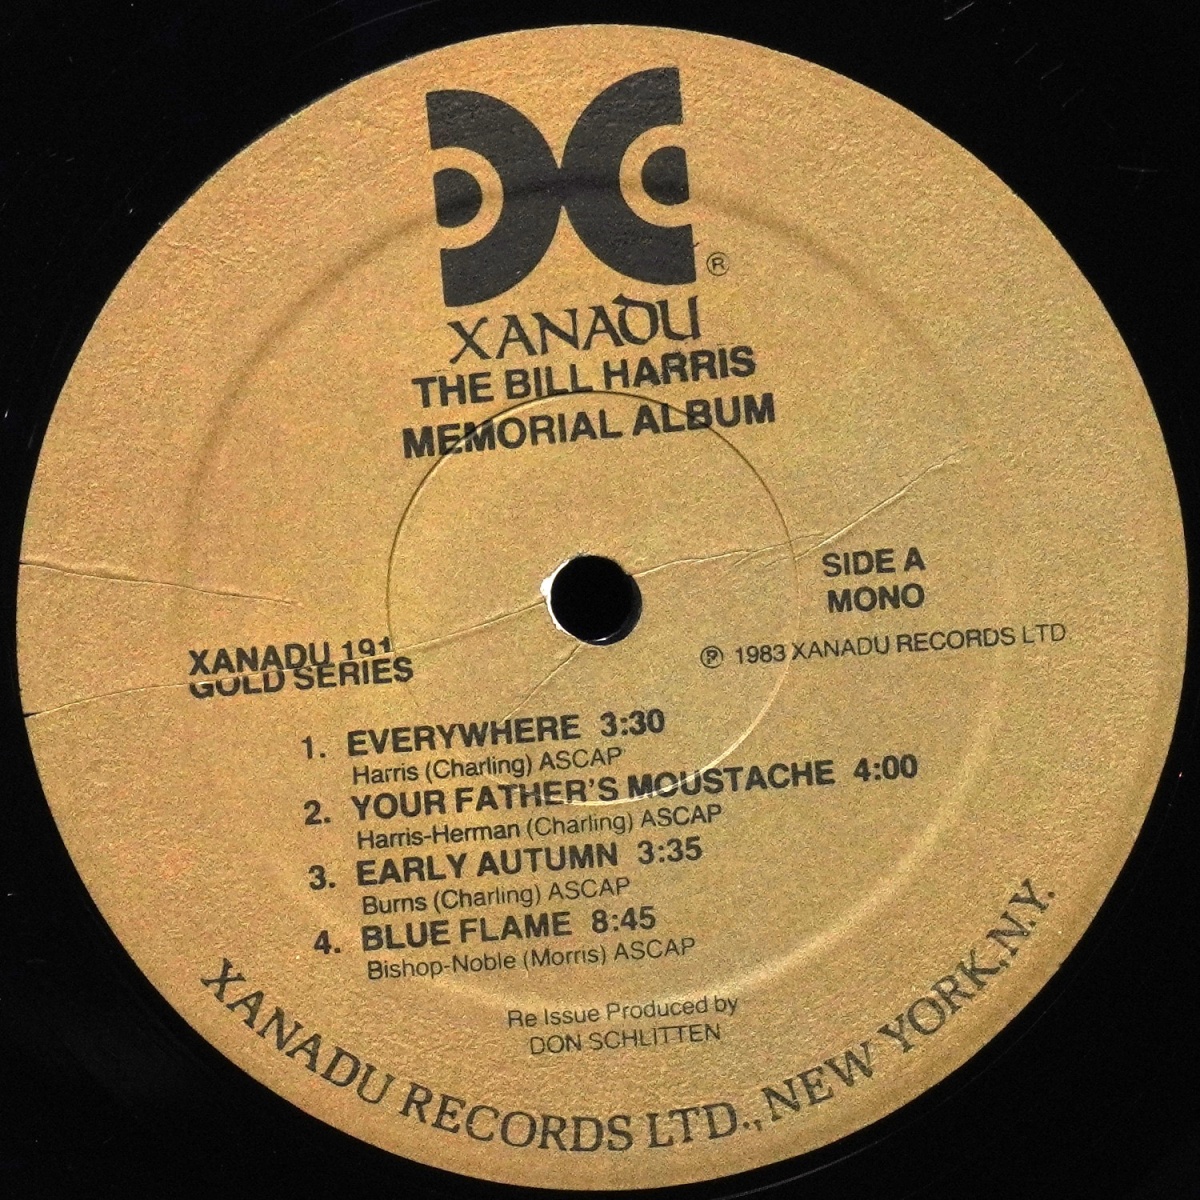 ®
XANADU
THE BILL HARRIS
MEMORIAL ALBUM
SIDE A
MONO
XANADU 191
GOLD SERIES
℗ 1983 XANADU RECORDS LTD
1. EVERYWHERE 3:30
Harris (Charling) ASCAP
2. YOUR FATHER'S MOUSTACHE 4:00
Harris-Herman (Charling) ASCAP
3. EARLY AUTUMN 3:35
Burns (Charling) ASCAP
4. BLUE FLAME 8:45
Bishop-Noble (Morris) ASCAP
Re Issue Produced by
DON SCHLITTEN
XANADU RECORDS LTD., NEW YORK, N.Y.